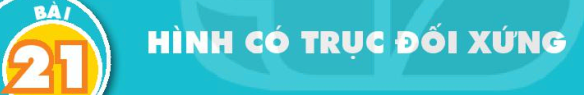 BÀI
21
HÌNH CÓ TRỤC ĐỐI XỨNG